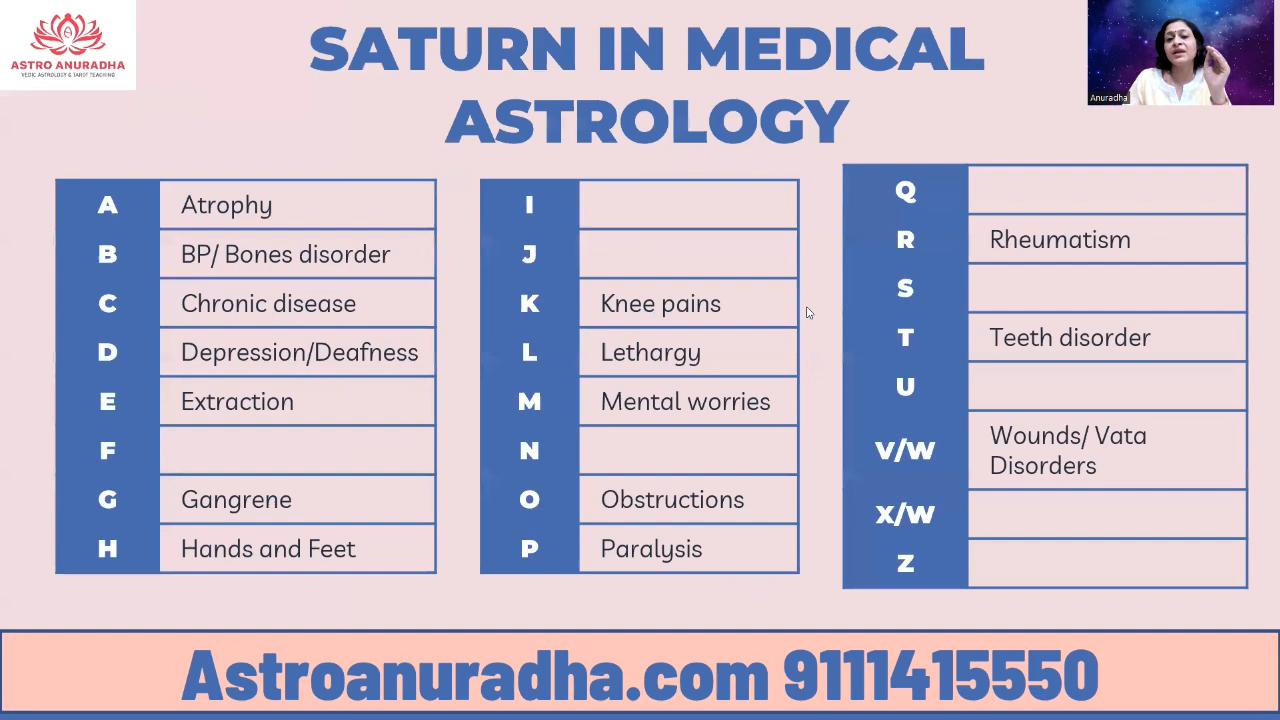 ASTRO ANURADHA
VEDIC ASTROLOGY & TAROT TEACHING
SATURN IN MEDICAL
ASTROLOGY
Anuradha
A Atrophy
B BP/ Bones disorder
C Chronic disease
D Depression/Deafness
E Extraction
F
G Gangrene
H Hands and Feet
I
J
K Knee pains
L Lethargy
M Mental worries
N
O Obstructions
P Paralysis
Q
R Rheumatism
S
T Teeth disorder
U
V/W Wounds/ Vata
Disorders
X/W
Z
Astroanuradha.com 9111415550